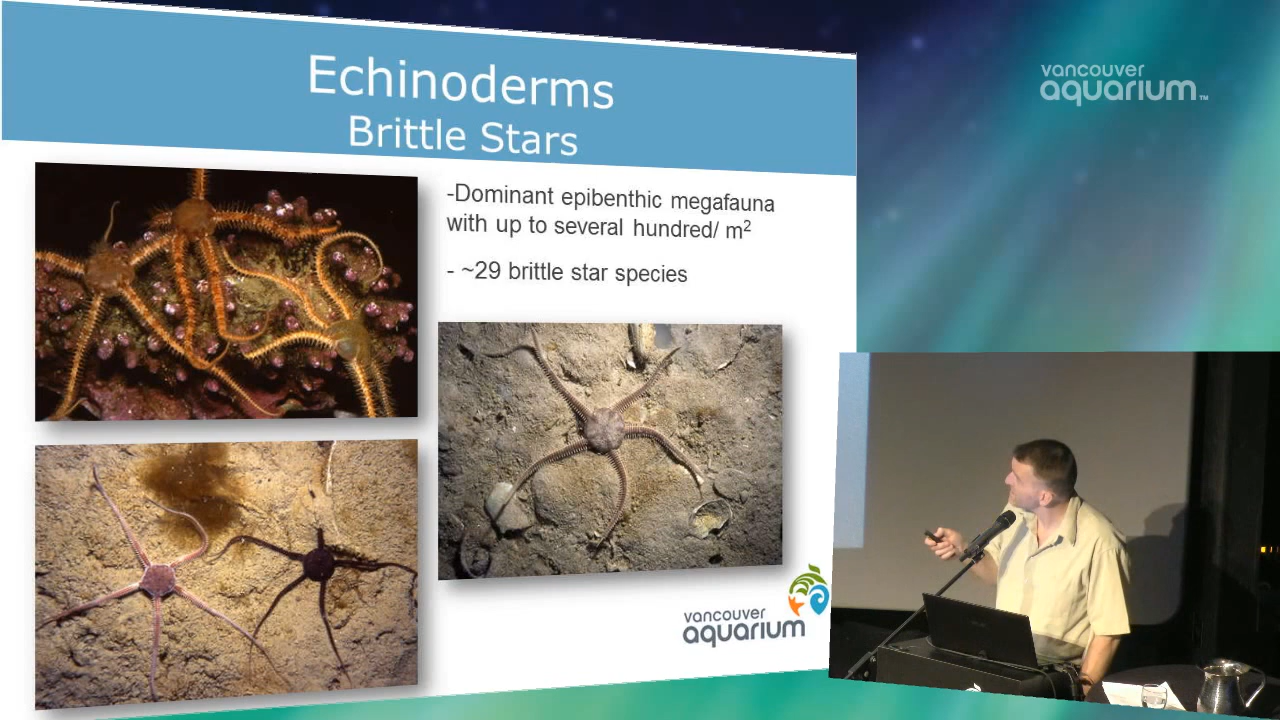 Echinoderms
Brittle Stars
vancouver
aquarium™
-Dominant epibenthic megafauna
with up to several hundred/ m²
- ~29 brittle star species
vancouver
aquarium